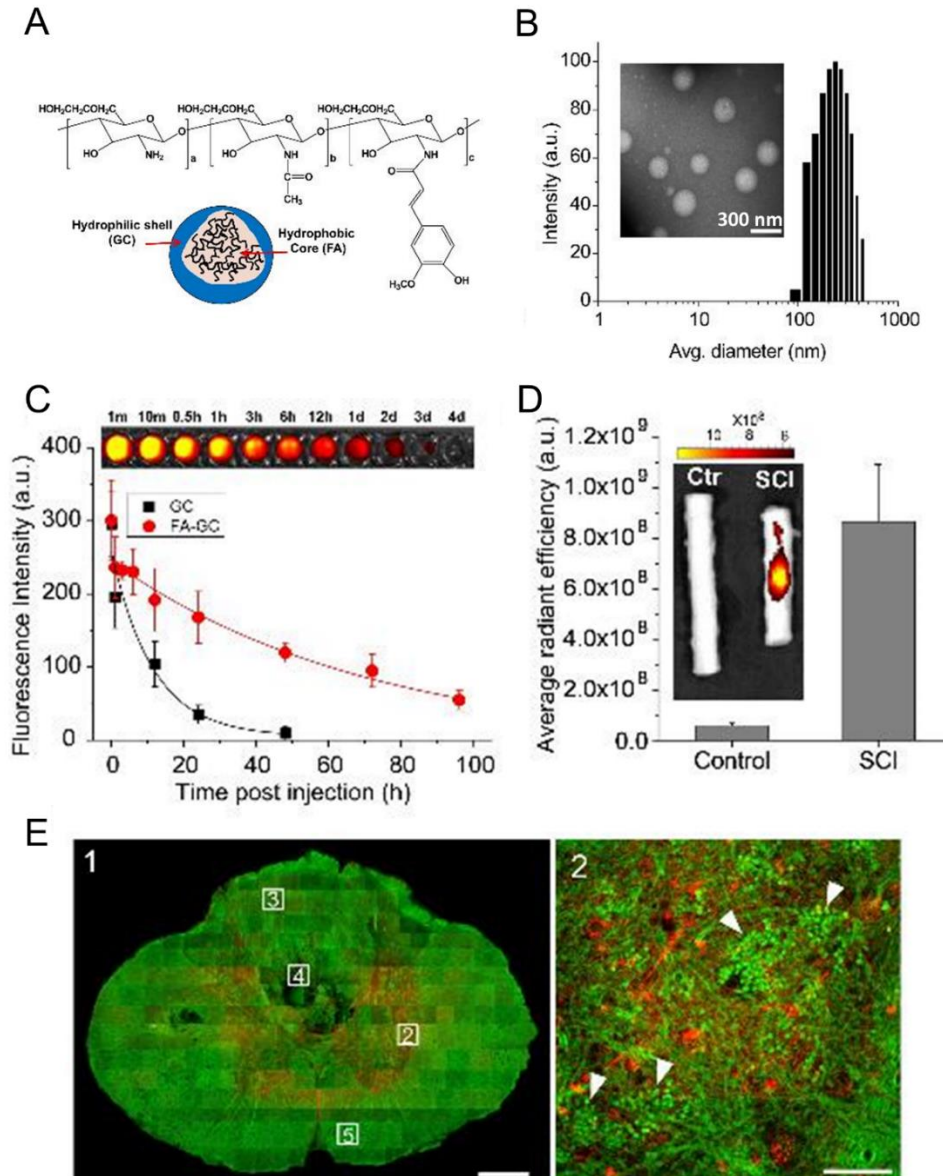 A
HOH₂CH₂COH₂C HOH₂CH₂COH₂C HOH₂CH₂COH₂C
O O O
HO HO HO
NH₂ NH NH
a b c
C=O O
CH₃
H₃CO OH
Hydrophilic shell
(GC)
Hydrophobic
Core (FA)
B
Intensity (a.u.)
100
80
60
40
20
0
300 nm
1 10 100 1000
Avg. diameter (nm)
C
1m 10m 0.5h 1h 3h 6h 12h 1d 2d 3d 4d
Fluorescence Intensity (a.u.)
400
300
200
100
0
GC
FA-GC
0 20 40 60 80 100
Time post injection (h)
D
Average radiant efficiency (a.u.)
1.2x10⁹
1.0x10⁹
8.0x10⁸
6.0x10⁸
4.0x10⁸
2.0x10⁸
0.0
10 8 6
Ctr SCI
Control SCI
E
1
3
4
2
5
2